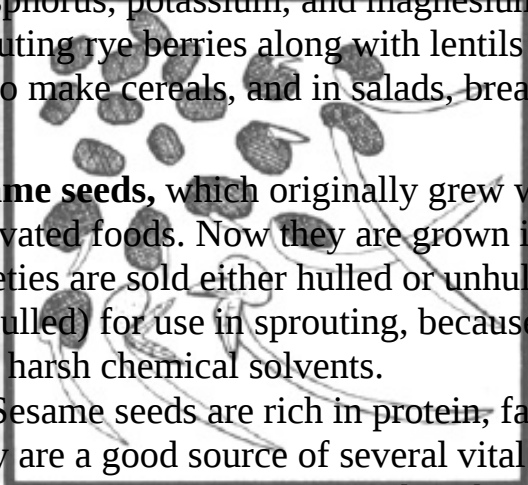 phorus, potassium, and magnesium
uting rye berries along with lentils
o make cereals, and in salads, brea
me seeds, which originally grew w
vated foods. Now they are grown i
eties are sold either hulled or unhul
ulled) for use in sprouting, because
harsh chemical solvents.
Sesame seeds are rich in protein, fa
y are a good source of several vital